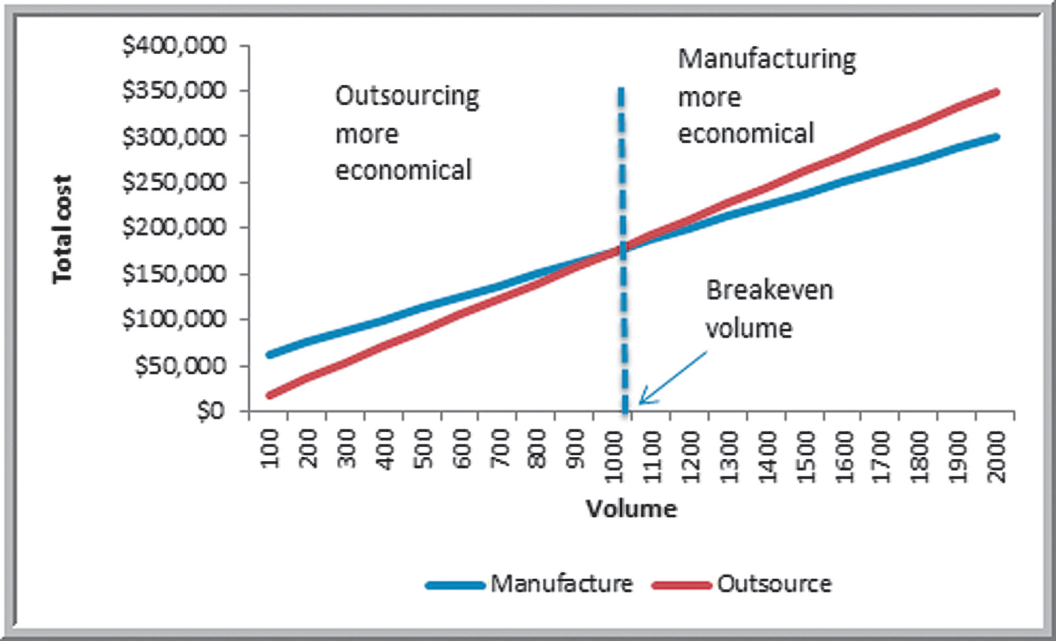 $400,000
$350,000
$300,000
$250,000
$200,000
$150,000
$100,000
$50,000
$0
Total cost
Outsourcing
more
economical
Manufacturing
more
economical
Breakeven
volume
100
200
300
400
500
600
700
800
900
1000
1100
1200
1300
1400
1500
1600
1700
1800
1900
2000
Volume
Manufacture
Outsource